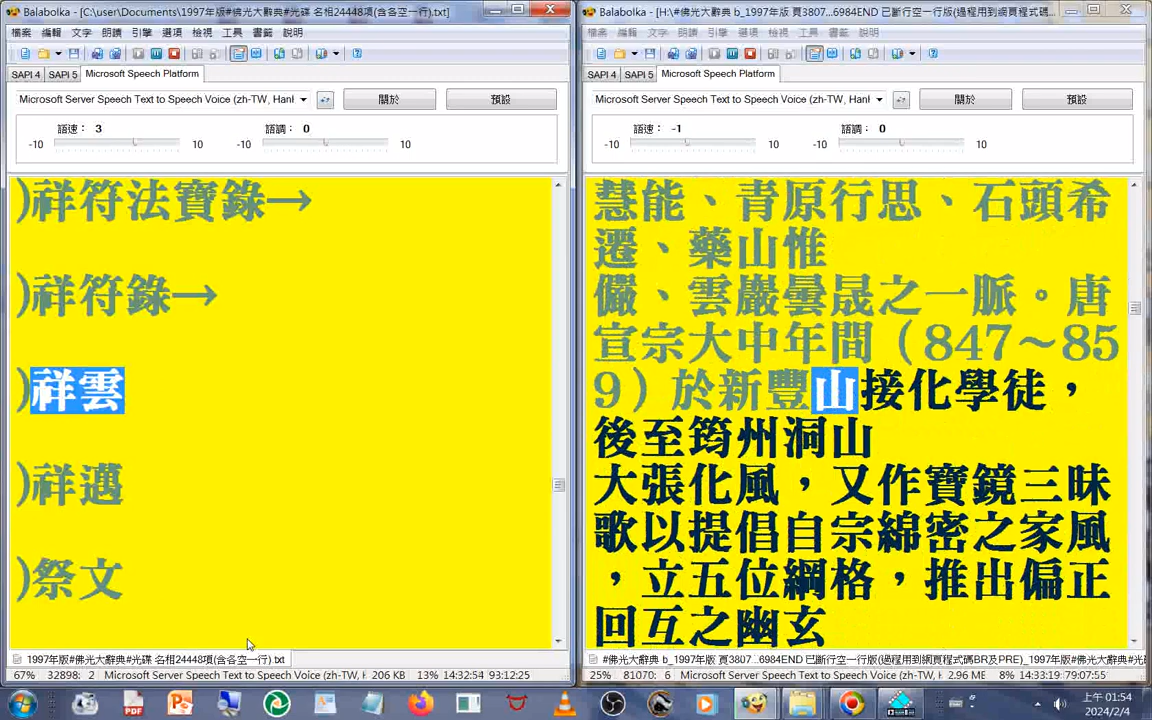 Balabolka - [C:\user\Documents\1997年版#佛光大辭典#光碟 名相24448項(含各空一行).txt]
檔案 編輯 文字 朗讀 引擎 選項 檢視 工具 書籤 說明
SAPI 4 SAPI 5 Microsoft Speech Platform
Microsoft Server Speech Text to Speech Voice (zh-TW, Hanl
關於
預設
語速： 3
語調： 0
-10 10 -10 10
)祥符法寶錄→
)祥符錄→
)祥雲
)祥邁
)祭文
1997年版#佛光大辭典#光碟 名相24448項(含各空一行).txt
67% 32898: 2 Microsoft Server Speech Text to Speech Voice (zh-TW, H 206 KB 13% 14:32:54 93:12:25
Balabolka - [H:\#佛光大辭典 b_1997年版 頁3807...6984END 已斷行空一行版(過程用到網頁程式碼...
檔案 編輯 文字 朗讀 引擎 選項 檢視 工具 書籤 說明
SAPI 4 SAPI 5 Microsoft Speech Platform
Microsoft Server Speech Text to Speech Voice (zh-TW, Hanl
關於
預設
語速： -1
語調： 0
-10 10 -10 10
慧能、青原行思、石頭希
遷、藥山惟
儼、雲巖曇晟之一脈。唐
宣宗大中年間（847～85
9）於新豐山接化學徒，
後至筠州洞山
大張化風，又作寶鏡三昧
歌以提倡自宗綿密之家風
，立五位綱格，推出偏正
回互之幽玄
#佛光大辭典 b_1997年版 頁3807...6984END 已斷行空一行版(過程用到網頁程式碼BR及PRE)_1997年版#佛光大辭典#光
25% 81070: 6 Microsoft Server Speech Text to Speech Voice (zh-TW, H 2.96 ME 8% 14:33:19:79:07:55
PDF
上午 01:54
2024/2/4